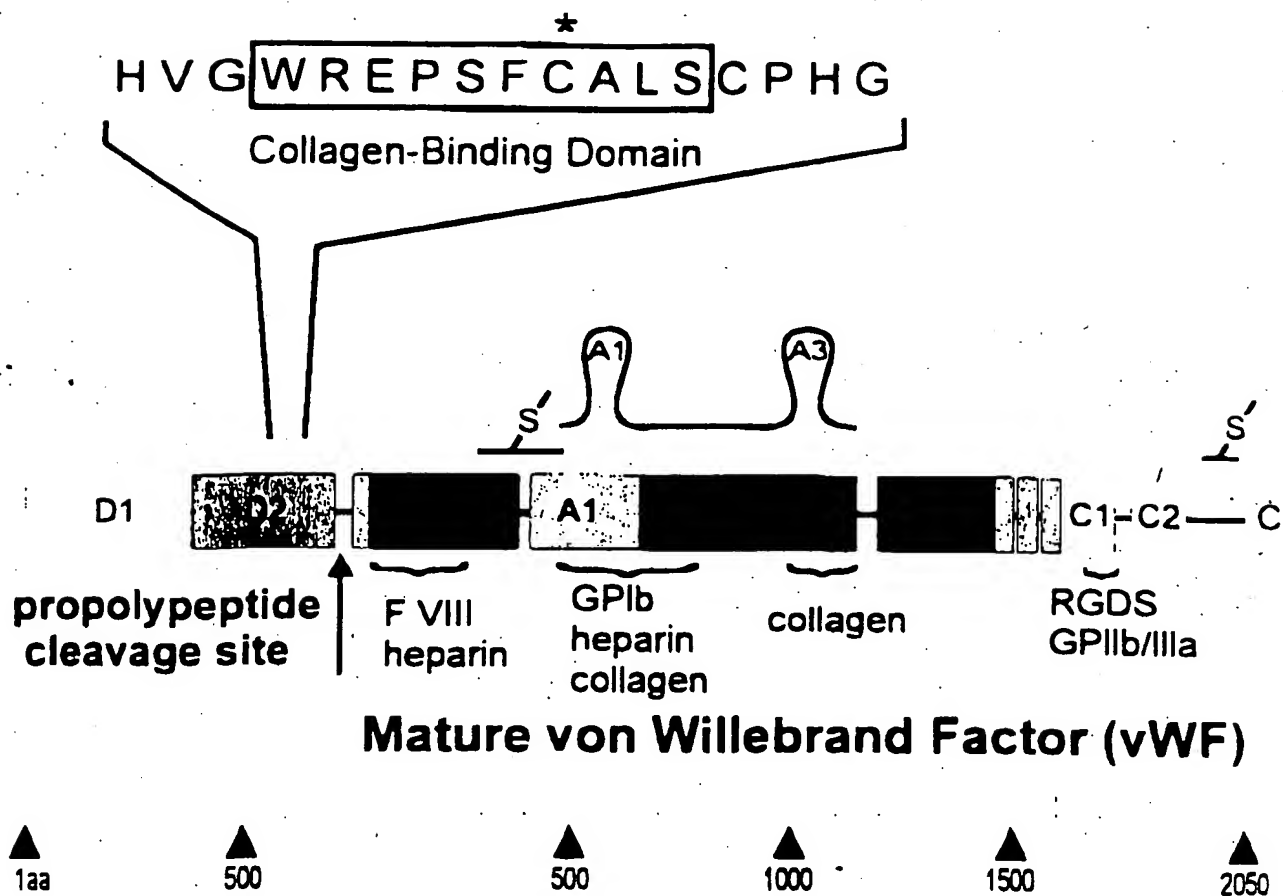 *
H V G W R E P S F C A L S C P H G
Collagen-Binding Domain
A1 A3
S S
D1 D2 A1 C1 C2 C
propolypeptide
cleavage site
F VIII
heparin
GPIb
heparin
collagen
collagen
RGDS
GPIIb/IIIa
Mature von Willebrand Factor (vWF)
1aa 500 500 1000 1500 2050